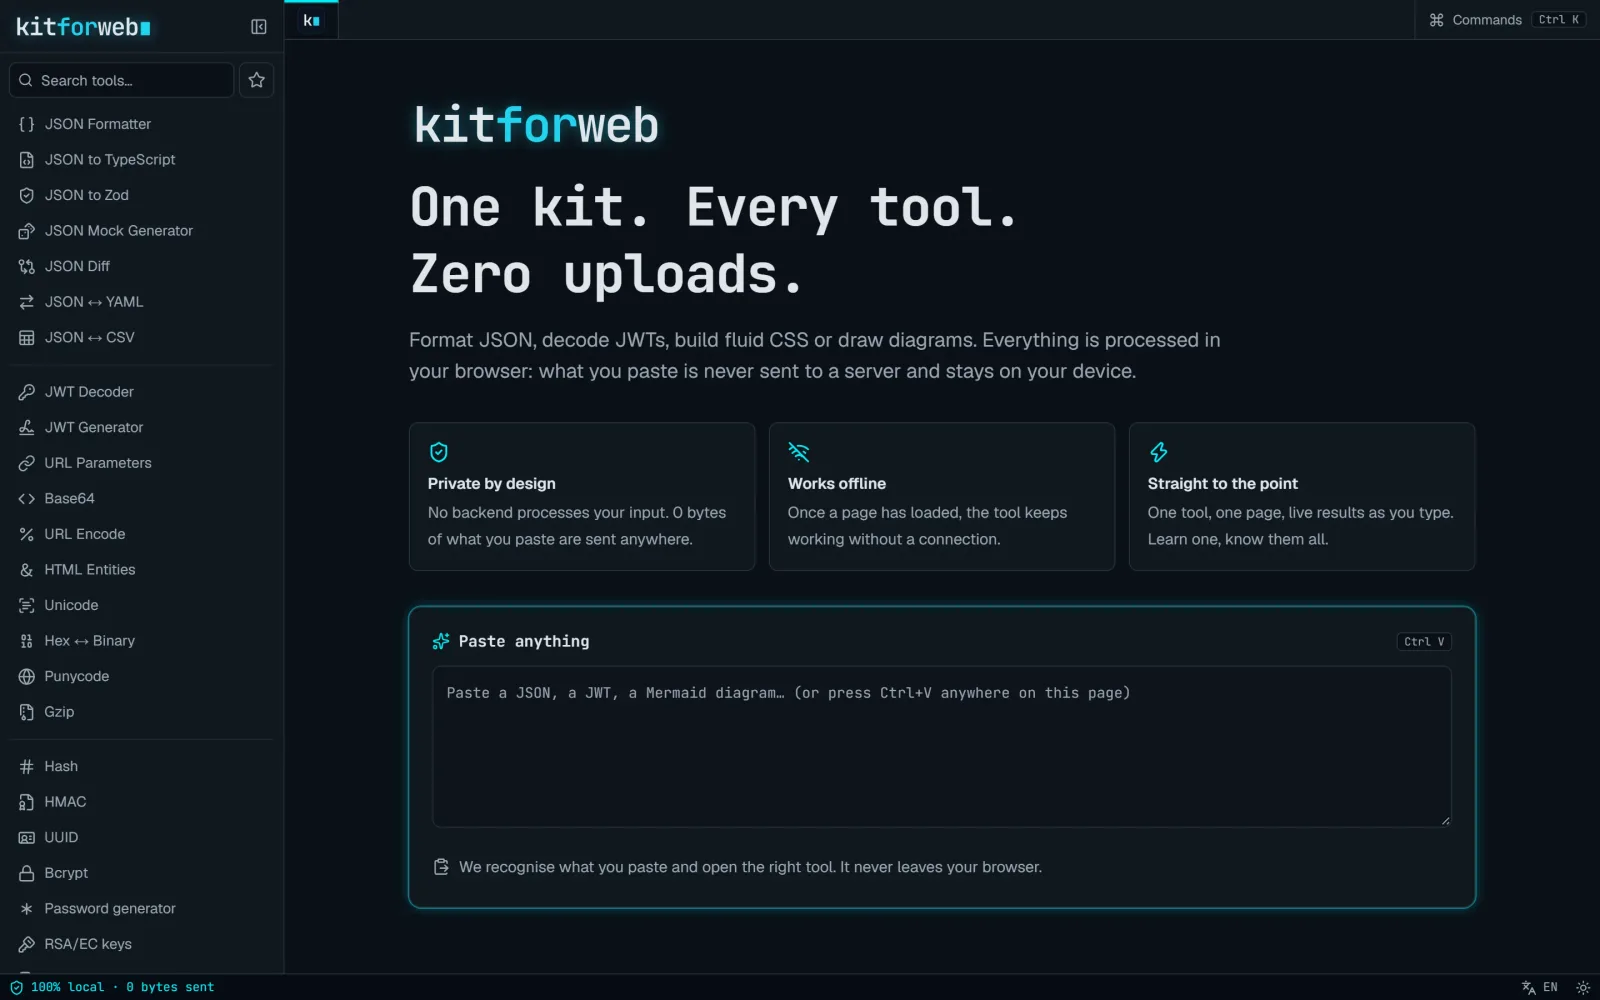 kitforweb
Search tools…
{ } JSON Formatter
JSON to TypeScript
JSON to Zod
JSON Mock Generator
JSON Diff
JSON ↔ YAML
JSON ↔ CSV
JWT Decoder
JWT Generator
URL Parameters
Base64
URL Encode
HTML Entities
Unicode
Hex ↔ Binary
Punycode
Gzip
Hash
HMAC
UUID
Bcrypt
Password generator
RSA/EC keys
100% local · 0 bytes sent
k
Commands Ctrl K
kitforweb
One kit. Every tool.
Zero uploads.
Format JSON, decode JWTs, build fluid CSS or draw diagrams. Everything is processed in
your browser: what you paste is never sent to a server and stays on your device.
Private by design
No backend processes your input. 0 bytes
of what you paste are sent anywhere.
Works offline
Once a page has loaded, the tool keeps
working without a connection.
Straight to the point
One tool, one page, live results as you type.
Learn one, know them all.
Paste anything
Ctrl V
Paste a JSON, a JWT, a Mermaid diagram… (or press Ctrl+V anywhere on this page)
We recognise what you paste and open the right tool. It never leaves your browser.
EN